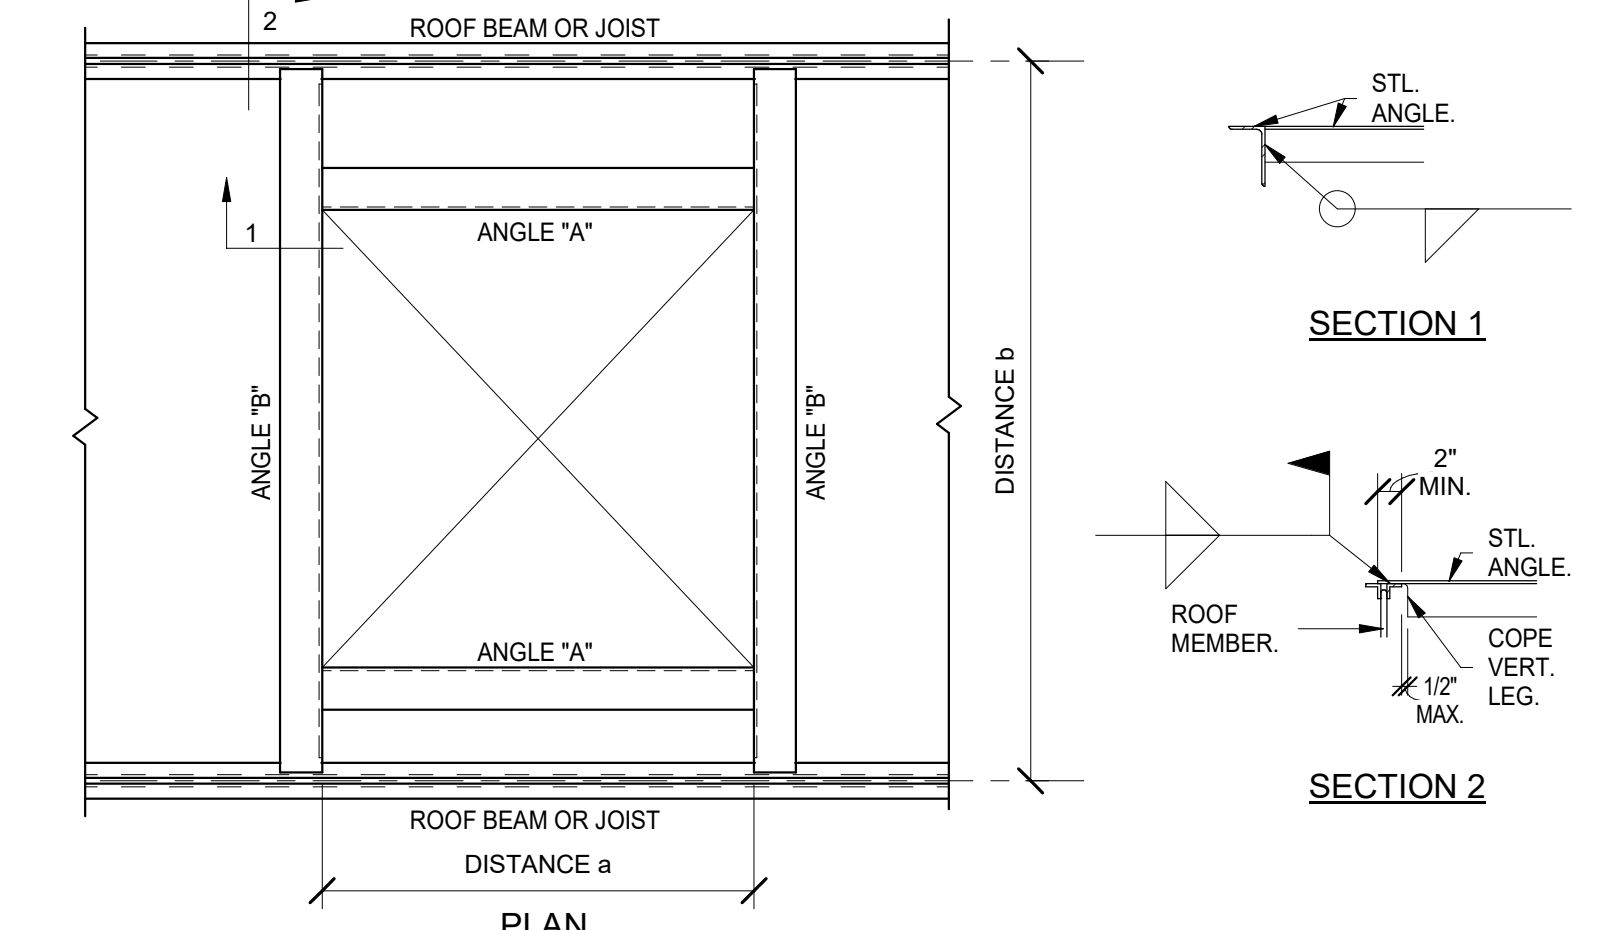 2
ROOF BEAM OR JOIST
STL.
ANGLE.
1
ANGLE "A"
SECTION 1
ANGLE "B"
ANGLE "B"
DISTANCE b
2"
MIN.
STL.
ANGLE.
ROOF
MEMBER.
COPE
VERT.
LEG.
1/2"
MAX.
ANGLE "A"
SECTION 2
ROOF BEAM OR JOIST
DISTANCE a
PLAN